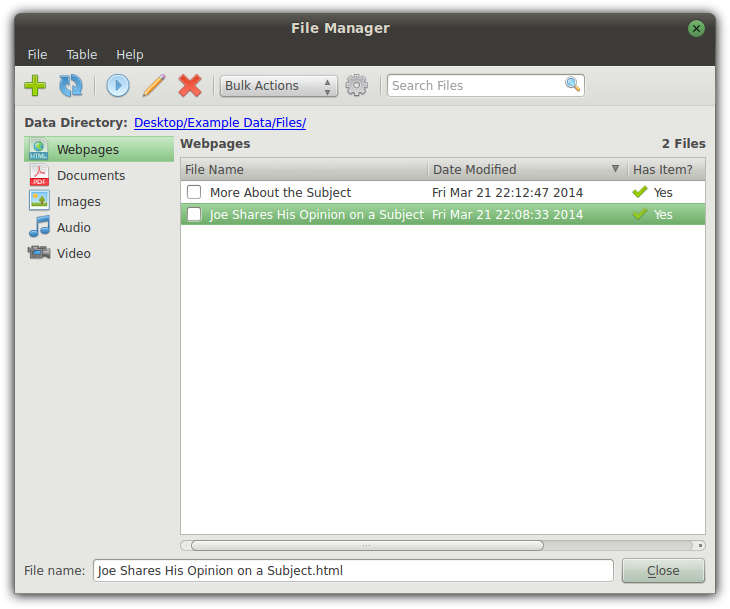 File Manager
File Table Help
Bulk Actions Search Files
Data Directory: Desktop/Example Data/Files/
Webpages
Documents
Images
Audio
Video
Webpages 2 Files
File Name Date Modified Has Item?
More About the Subject Fri Mar 21 22:12:47 2014 Yes
Joe Shares His Opinion on a Subject Fri Mar 21 22:08:33 2014 Yes
File name: Joe Shares His Opinion on a Subject.html Close